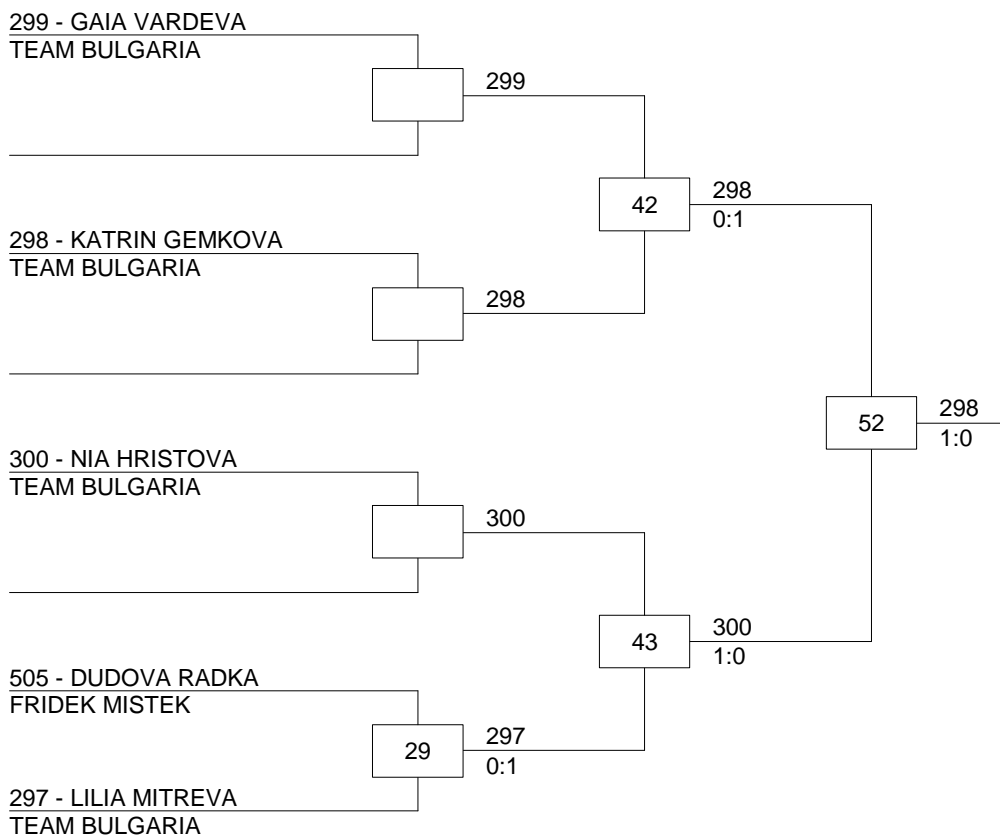 299 - GAIA VARDEVA
TEAM BULGARIA
299
42
298
0:1
298 - KATRIN GEMKOVA
TEAM BULGARIA
298
52
298
1:0
300 - NIA HRISTOVA
TEAM BULGARIA
300
43
300
1:0
505 - DUDOVA RADKA
FRIDEK MISTEK
29
297
0:1
297 - LILIA MITREVA
TEAM BULGARIA